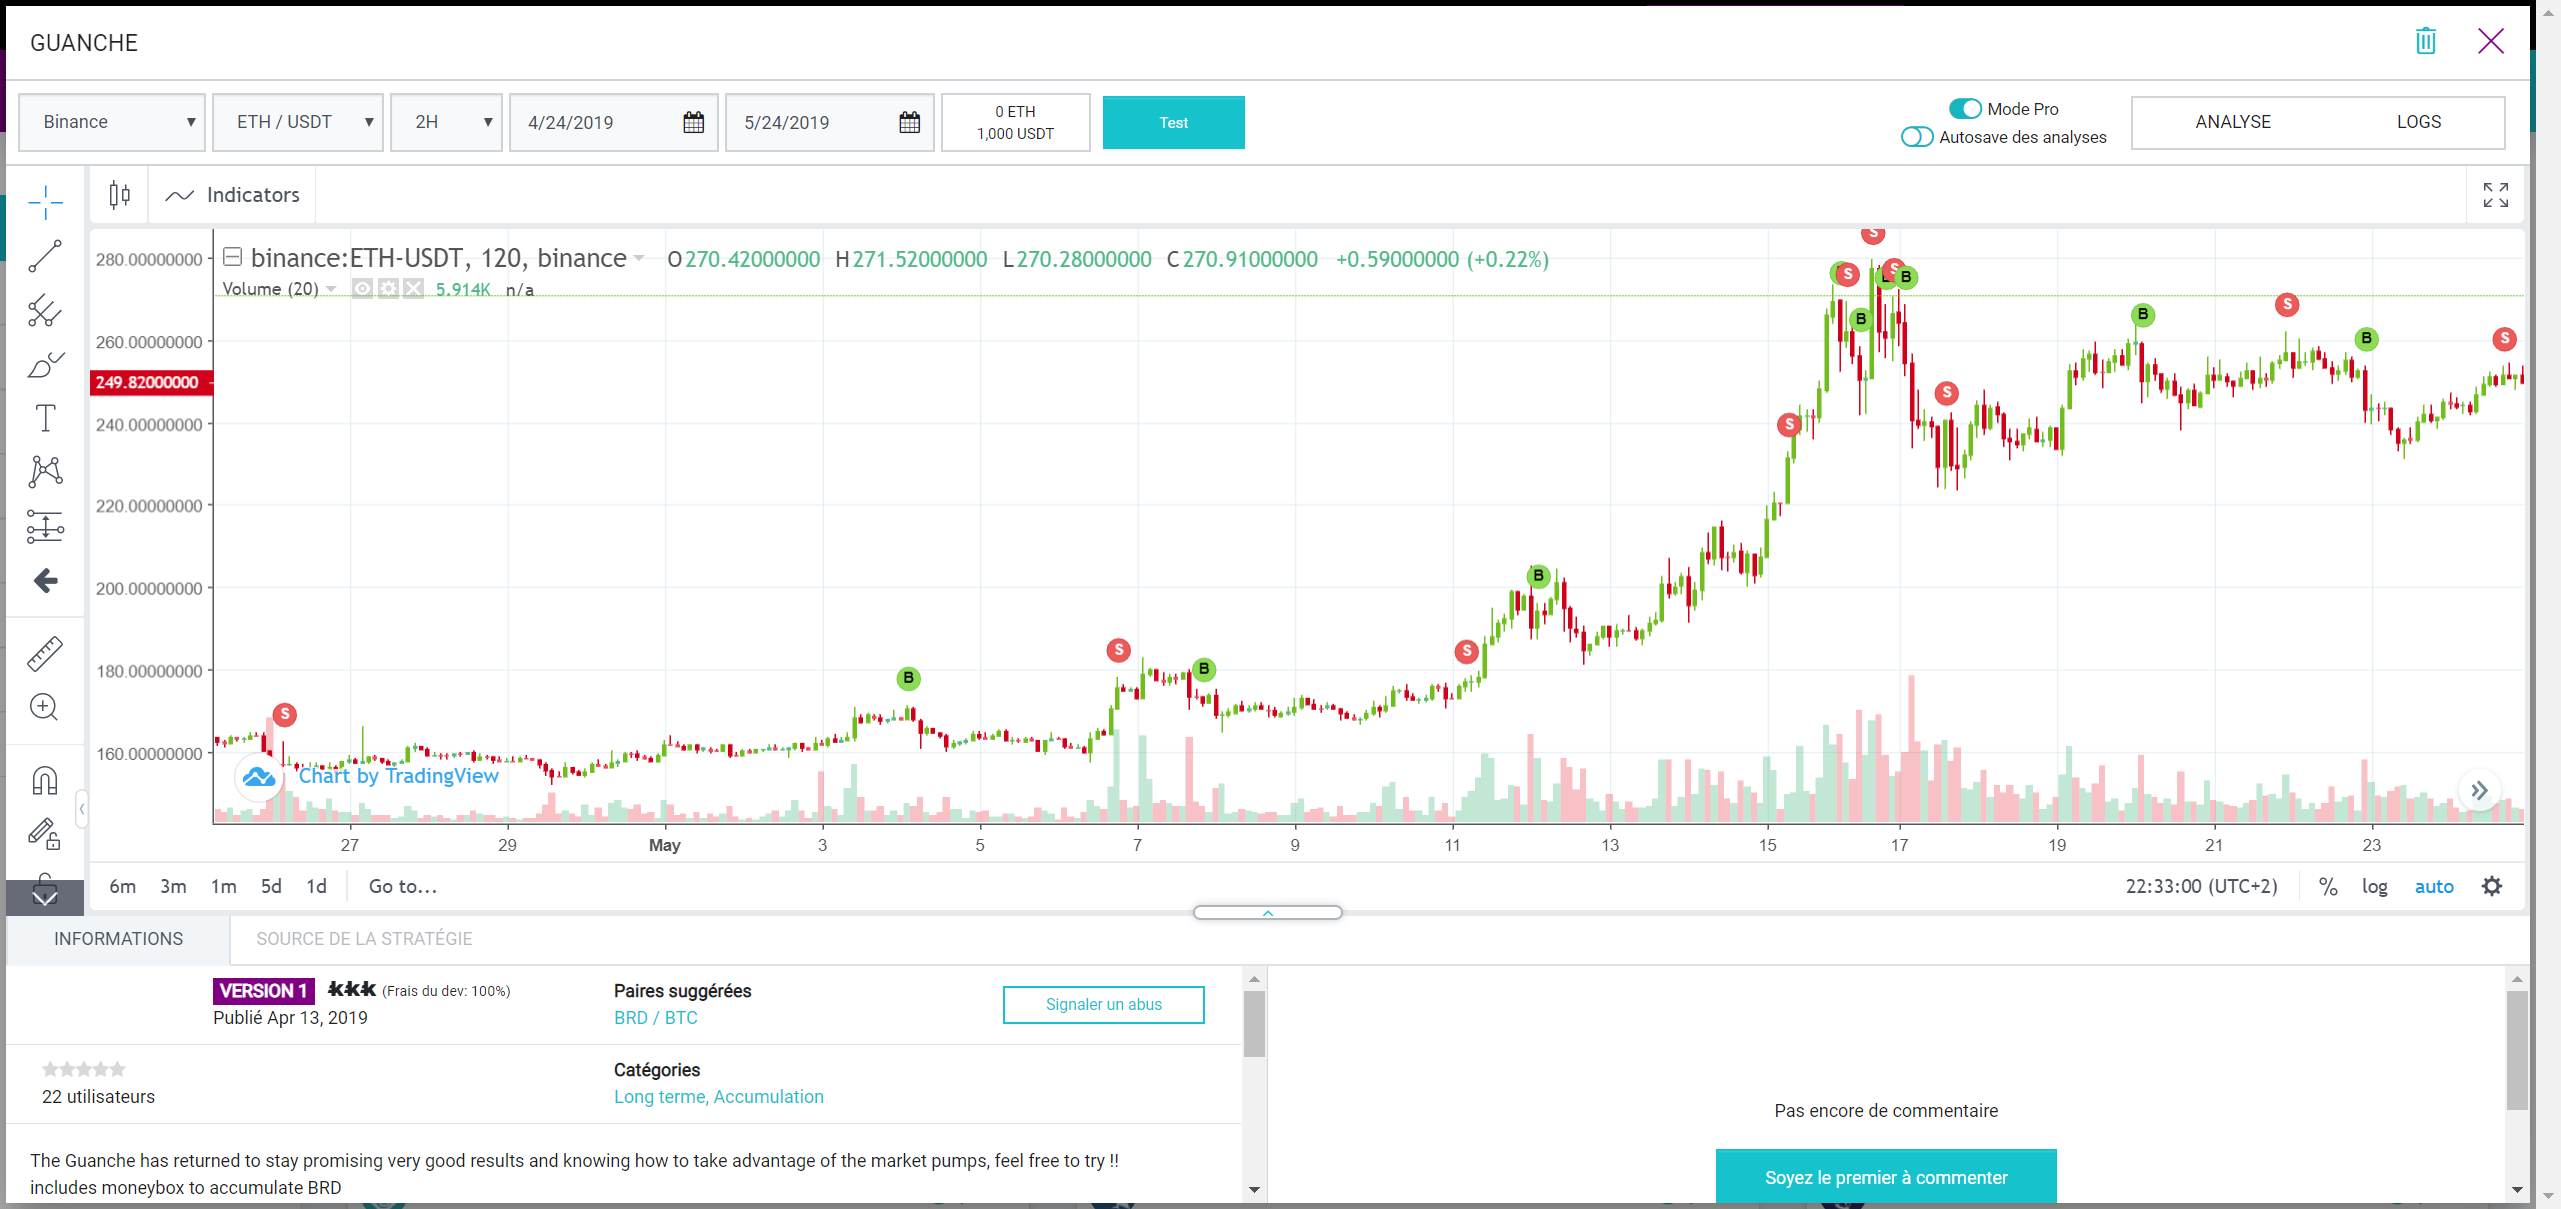 GUANCHE
Binance ETH / USDT 2H 4/24/2019 5/24/2019 0 ETH
1,000 USDT
Test
Mode Pro
Autosave des analyses
ANALYSE LOGS
Indicators
binance:ETH-USDT, 120, binance O270.42000000 H271.52000000 L270.28000000 C270.91000000 +0.59000000 (+0.22%)
Volume (20) 5.914K n/a
280.00000000
260.00000000
249.82000000
240.00000000
220.00000000
200.00000000
180.00000000
160.00000000
S
B
S
B
S
B
S
S
B
S
S
B
S
B
S
B
S
B
S
Chart by TradingView
27 29 May 3 5 7 9 11 13 15 17 19 21 23
6m 3m 1m 5d 1d Go to... 22:33:00 (UTC+2) % log auto
INFORMATIONS SOURCE DE LA STRATÉGIE
VERSION 1 kkk (Frais du dev: 100%)
Publié Apr 13, 2019
Paires suggérées
BRD / BTC
Signaler un abus
22 utilisateurs
Catégories
Long terme, Accumulation
The Guanche has returned to stay promising very good results and knowing how to take advantage of the market pumps, feel free to try !!
includes moneybox to accumulate BRD
Pas encore de commentaire
Soyez le premier à commenter